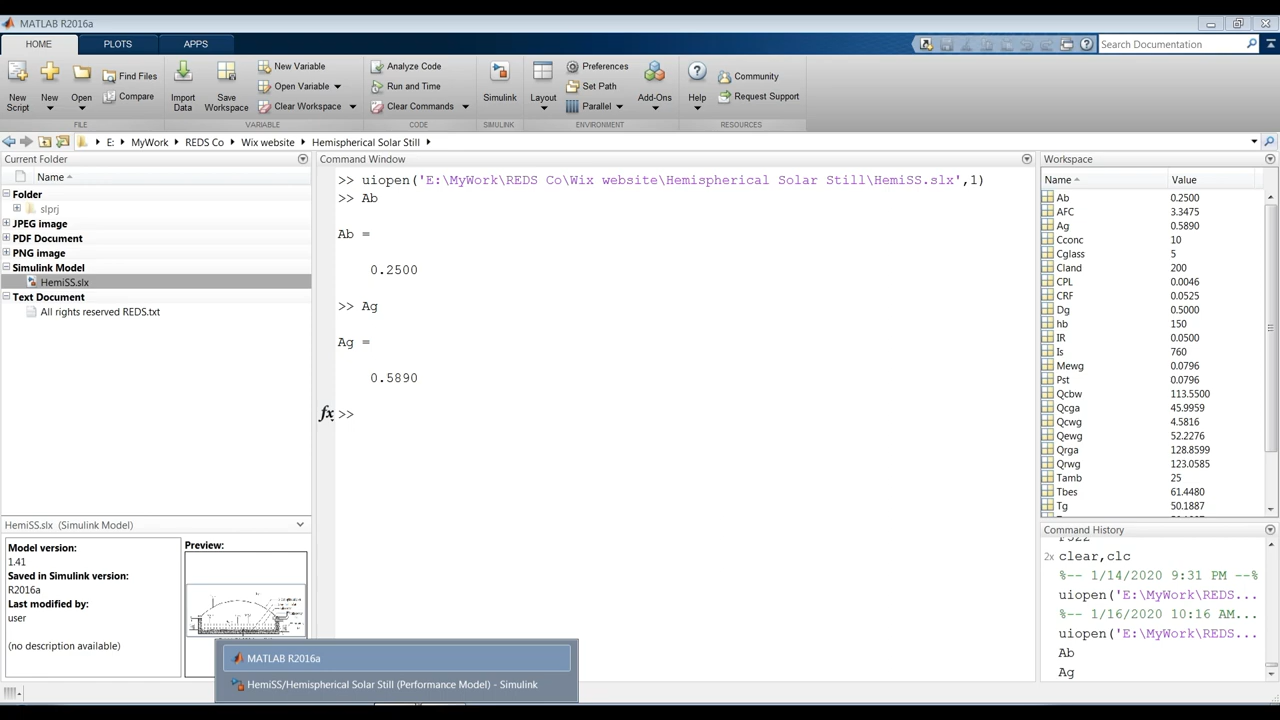 MATLAB R2016a
HOME
PLOTS
APPS
Search Documentation
New Script
New
Open
Find Files
Compare
Import Data
Save Workspace
New Variable
Open Variable
Clear Workspace
Analyze Code
Run and Time
Clear Commands
Simulink
Layout
Preferences
Set Path
Parallel
Add-Ons
Help
Community
Request Support
FILE
VARIABLE
CODE
SIMULINK
ENVIRONMENT
RESOURCES
E: MyWork REDS Co Wix website Hemispherical Solar Still
Current Folder
Name
Folder
slprj
JPEG image
PDF Document
PNG image
Simulink Model
HemiSS.slx
Text Document
All rights reserved REDS.txt
HemiSS.slx (Simulink Model)
Model version:
1.41
Saved in Simulink version:
R2016a
Last modified by:
user
(no description available)
Preview:
Command Window
>> uiopen('E:\MyWork\REDS Co\Wix website\Hemispherical Solar Still\HemiSS.slx',1)
>> Ab
Ab =
0.2500
>> Ag
Ag =
0.5890
fx >>
MATLAB R2016a
HemiSS/Hemispherical Solar Still (Performance Model) - Simulink
Workspace
Name Value
Ab 0.2500
AFC 3.3475
Ag 0.5890
Cconc 10
Cglass 5
Cland 200
CPL 0.0046
CRF 0.0525
Dg 0.5000
hb 150
IR 0.0500
Is 760
Mewg 0.0796
Pst 0.0796
Qcbw 113.5500
Qcga 45.9959
Qcwg 4.5816
Qewg 52.2276
Qrga 128.8599
Qrwg 123.0585
Tamb 25
Tbes 61.4480
Tg 50.1887
Command History
2x clear,clc
%-- 1/14/2020 9:31 PM --%
uiopen('E:\MyWork\REDS...
%-- 1/16/2020 10:16 AM...
uiopen('E:\MyWork\REDS...
Ab
Ag